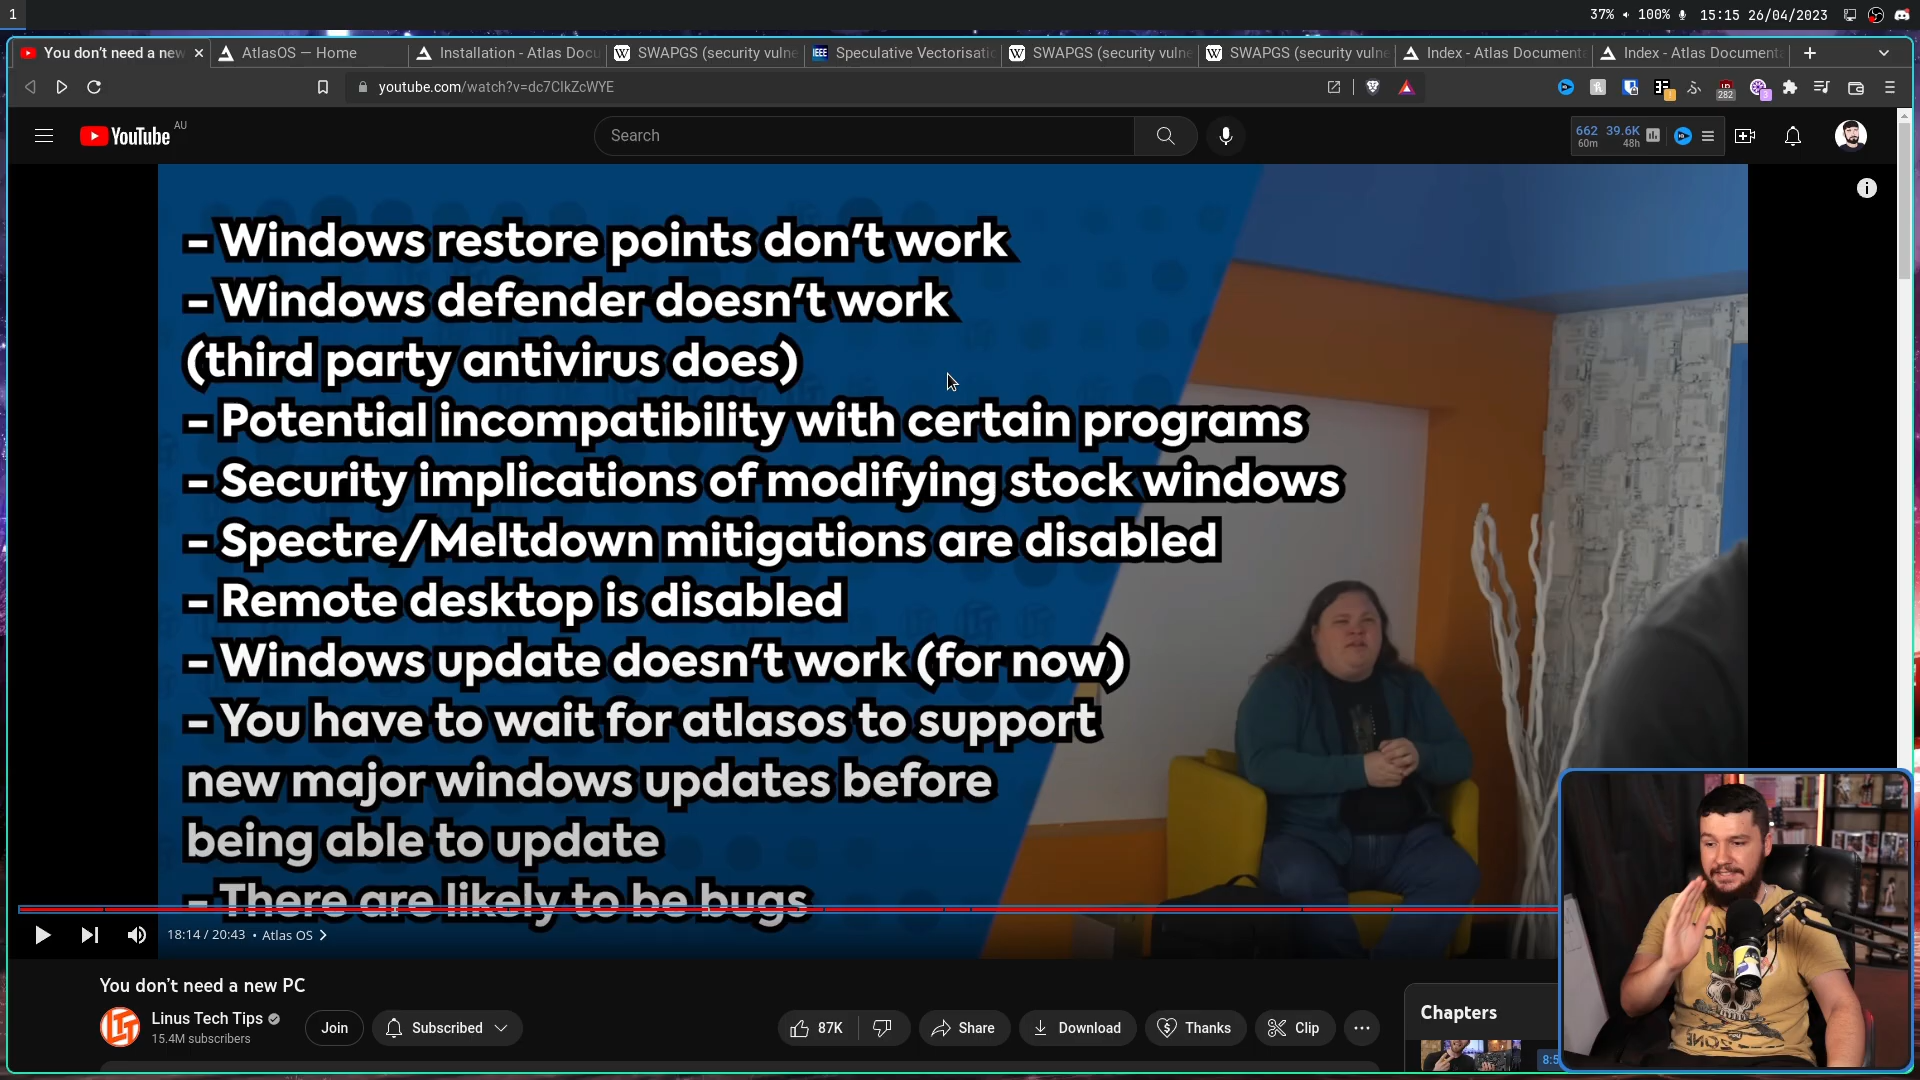 1
37% 100% 15:15 26/04/2023
You don't need a new
AtlasOS — Home
Installation - Atlas Docu
SWAPGS (security vulne
Speculative Vectorisatio
SWAPGS (security vulne
SWAPGS (security vulne
Index - Atlas Document
Index - Atlas Document
youtube.com/watch?v=dc7CIkZcWYE
282
YouTube AU
Search
662 39.6K
60m 48h
- Windows restore points don't work
- Windows defender doesn't work
(third party antivirus does)
- Potential incompatibility with certain programs
- Security implications of modifying stock windows
- Spectre/Meltdown mitigations are disabled
- Remote desktop is disabled
- Windows update doesn't work (for now)
- You have to wait for atlasos to support
new major windows updates before
being able to update
- There are likely to be bugs
18:14 / 20:43 • Atlas OS
You don't need a new PC
Linus Tech Tips
15.4M subscribers
Join
Subscribed
87K
Share
Download
Thanks
Clip
Chapters